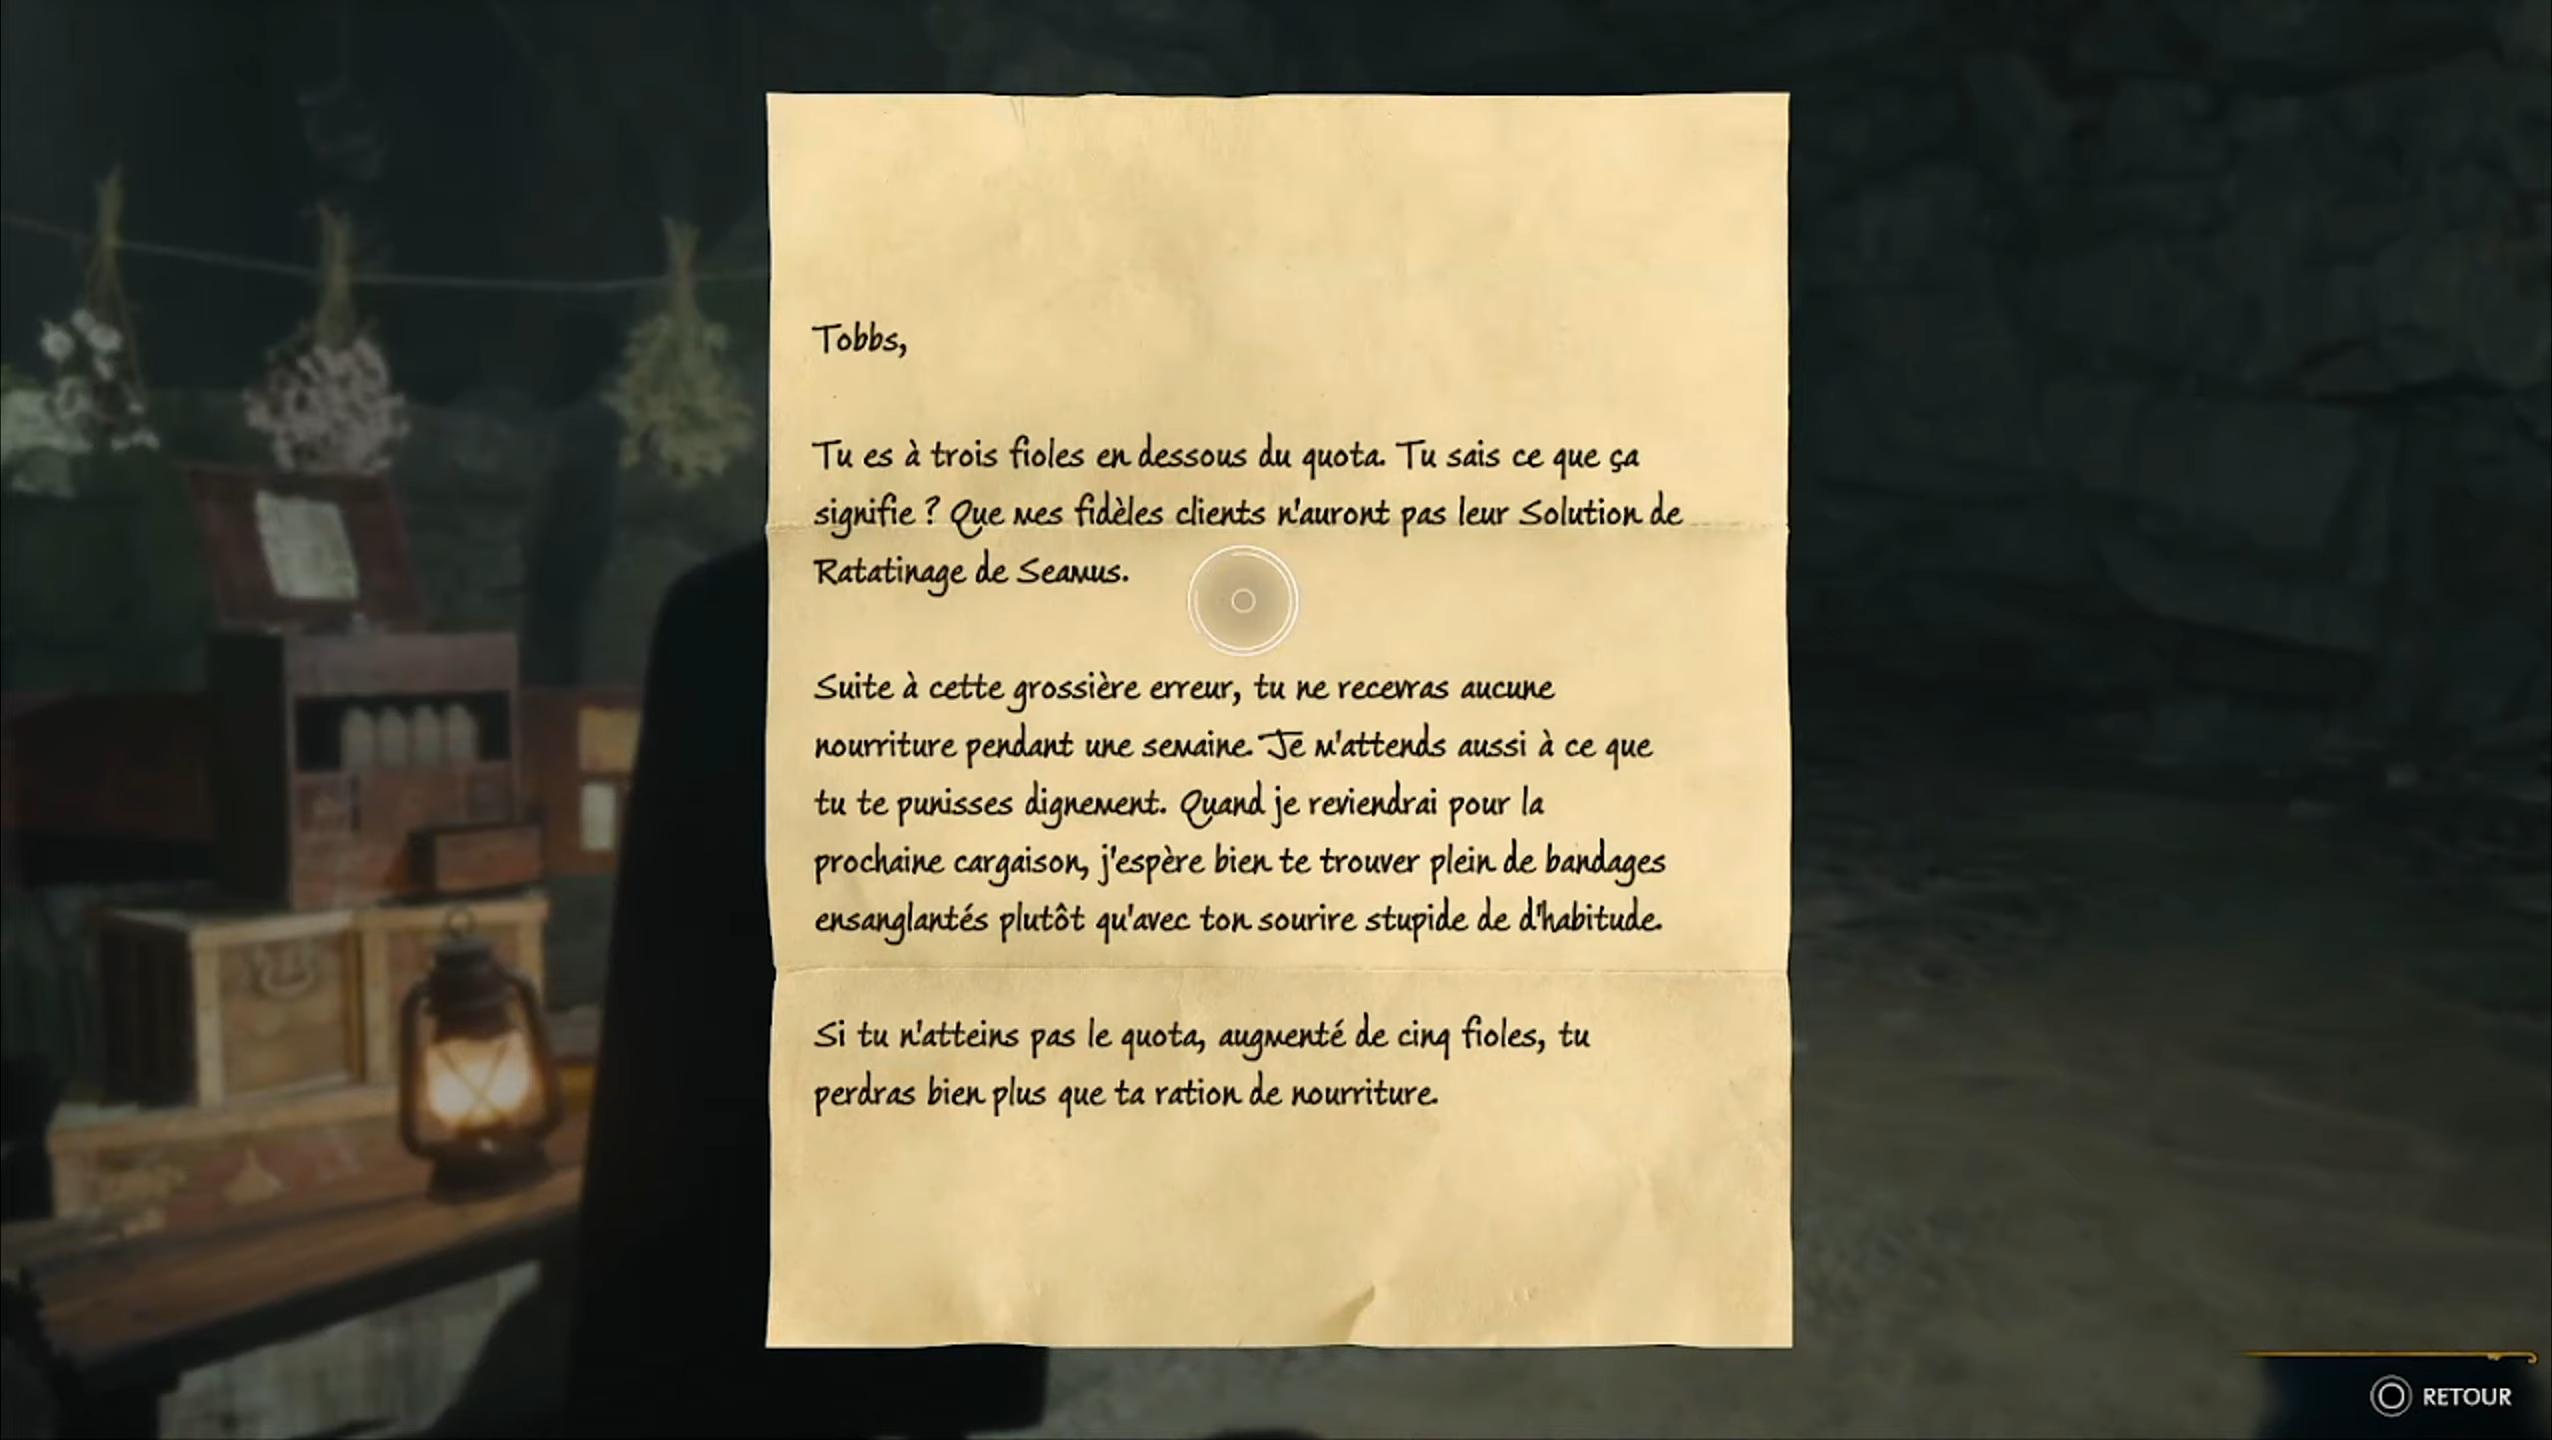 Tobbs,
Tu es à trois fioles en dessous du quota. Tu sais ce que ça
signifie ? Que mes fidèles clients n'auront pas leur Solution de
Ratatinage de Seamus.
Suite à cette grossière erreur, tu ne recevras aucune
nourriture pendant une semaine. Je m'attends aussi à ce que
tu te punisses dignement. Quand je reviendrai pour la
prochaine cargaison, j'espère bien te trouver plein de bandages
ensanglantés plutôt qu'avec ton sourire stupide de d'habitude.
Si tu n'atteins pas le quota, augmenté de cinq fioles, tu
perdras bien plus que ta ration de nourriture.
RETOUR